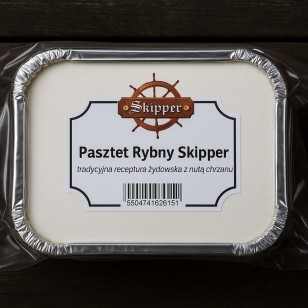 Skipper
Pasztet Rybny Skipper
tradycyjna receptura żydowska z nutą chrzanu
5504741626151